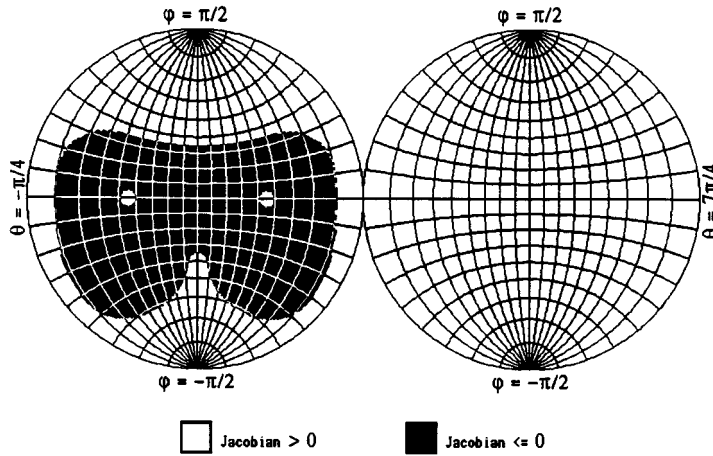 φ = π/2
φ = π/2
θ = -π/4
θ = 7π/4
φ = -π/2
φ = -π/2
Jacobian > 0
Jacobian <= 0